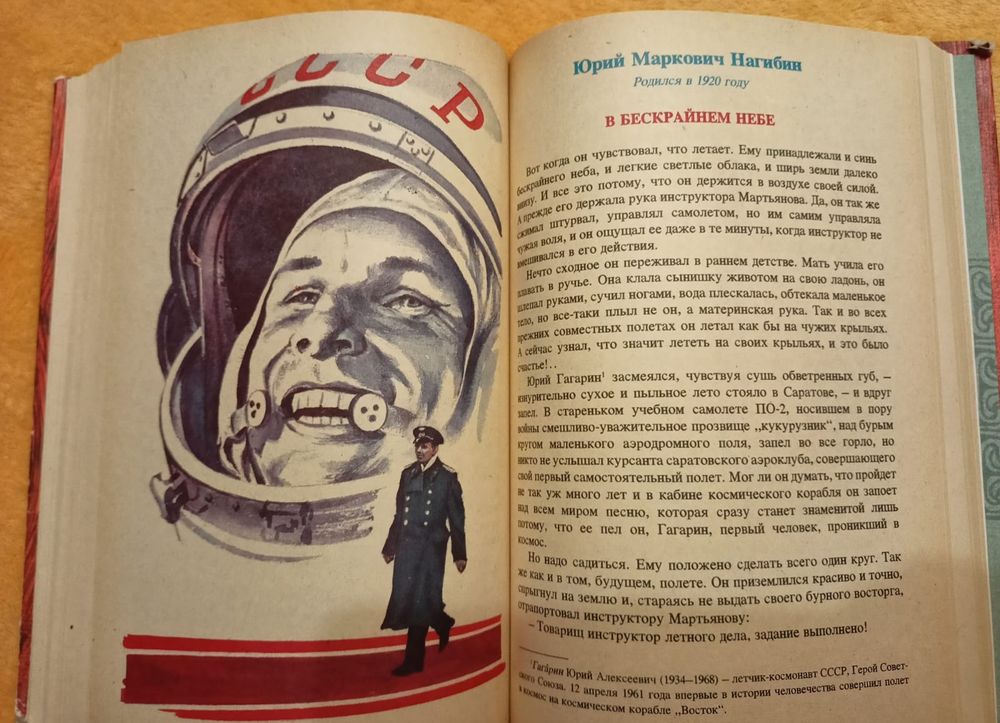 СССР
Юрий Маркович Нагибин
Родился в 1920 году
В БЕСКРАЙНЕМ НЕБЕ
Вот когда он чувствовал, что летает. Ему принадлежали и синь
бескрайнего неба, и легкие светлые облака, и ширь земли далеко
внизу. И все это потому, что он держится в воздухе своей силой.
А прежде его держала рука инструктора Мартьянова. Да, он так же
сжимал штурвал, управлял самолетом, но им самим управляла
чужая воля, и он ощущал ее даже в те минуты, когда инструктор не
вмешивался в его действия.
Нечто сходное он переживал в раннем детстве. Мать учила его
плавать в ручье. Она клала сынишку животом на свою ладонь, он
шлепал руками, сучил ногами, вода плескалась, обтекала маленькое
тело, но все-таки плыл не он, а материнская рука. Так и во всех
прежних совместных полетах он летал как бы на чужих крыльях.
А сейчас узнал, что значит лететь на своих крыльях, и это было
счастье!..
Юрий Гагарин¹ засмеялся, чувствуя сушь обветренных губ, –
изнурительно сухое и пыльное лето стояло в Саратове, – и вдруг
запел. В стареньком учебном самолете ПО-2, носившем в пору
войны смешливо-уважительное прозвище „кукурузник", над бурым
кругом маленького аэродромного поля, запел во все горло, но
никто не услышал курсанта саратовского аэроклуба, совершающего
свой первый самостоятельный полет. Мог ли он думать, что пройдет
не так уж много лет и в кабине космического корабля он запоет
над всем миром песню, которая сразу станет знаменитой лишь
потому, что ее пел он, Гагарин, первый человек, проникший в
космос.
Но надо садиться. Ему положено сделать всего один круг. Так
же как и в том, будущем, полете. Он приземлился красиво и точно,
спрыгнул на землю и, стараясь не выдать своего бурного восторга,
отрапортовал инструктору Мартьянову:
– Товарищ инструктор летного дела, задание выполнено!
¹ Гага́рин Юрий Алексеевич (1934–1968) – летчик-космонавт СССР, Герой Совет-
ского Союза. 12 апреля 1961 года впервые в истории человечества совершил полет
в космос на космическом корабле „Восток".